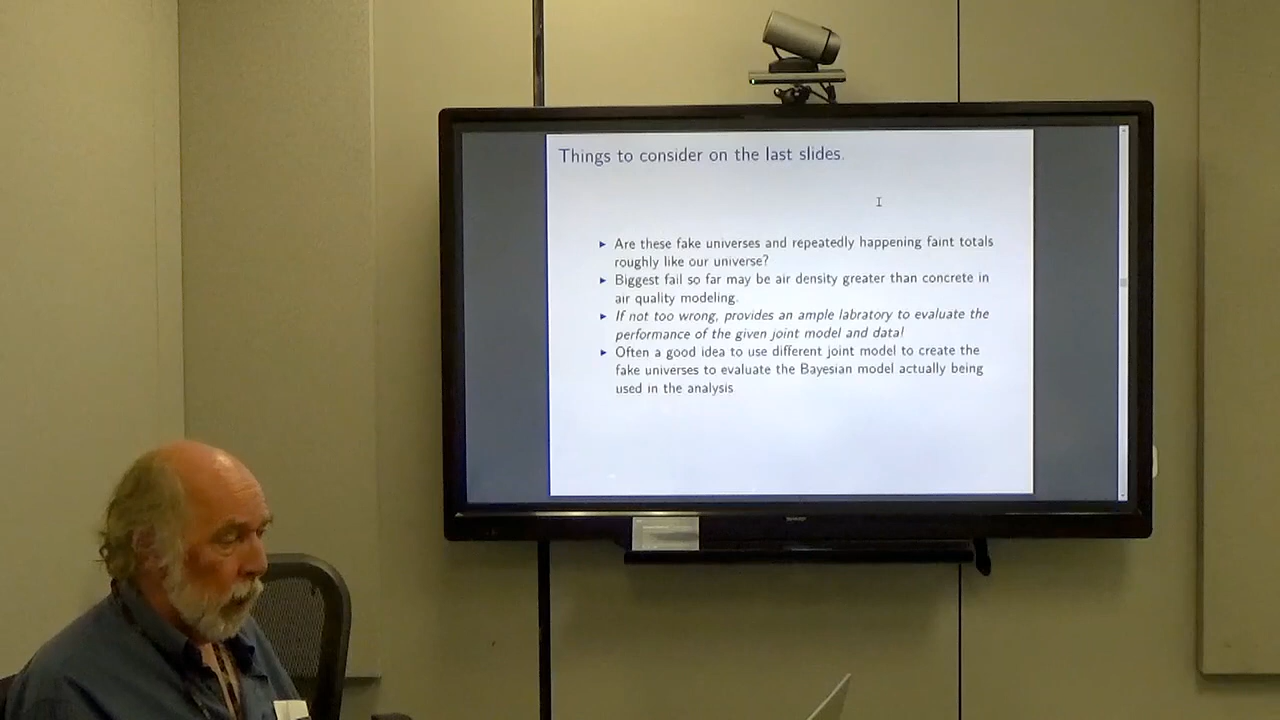 Things to consider on the last slides.
▸ Are these fake universes and repeatedly happening faint totals
roughly like our universe?
▸ Biggest fail so far may be air density greater than concrete in
air quality modeling.
▸ If not too wrong, provides an ample labratory to evaluate the
performance of the given joint model and data!
▸ Often a good idea to use different joint model to create the
fake universes to evaluate the Bayesian model actually being
used in the analysis